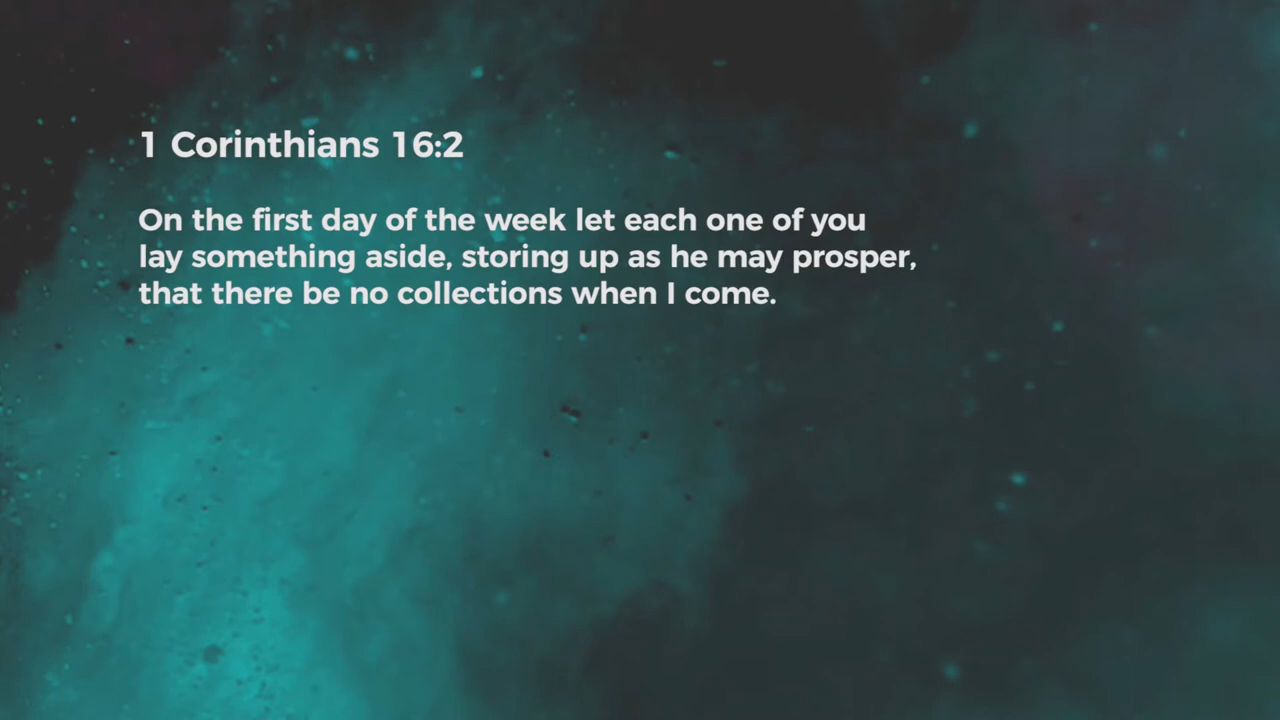 1 Corinthians 16:2
On the first day of the week let each one of you
lay something aside, storing up as he may prosper,
that there be no collections when I come.